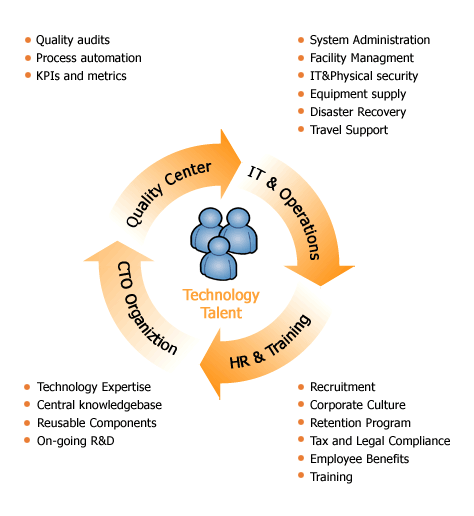 Quality audits
Process automation
KPIs and metrics
System Administration
Facility Managment
IT&Physical security
Equipment supply
Disaster Recovery
Travel Support
Quality Center
IT & Operations
Technology
Talent
CTO Organiztion
HR & Training
Technology Expertise
Central knowledgebase
Reusable Components
On-going R&D
Recruitment
Corporate Culture
Retention Program
Tax and Legal Compliance
Employee Benefits
Training